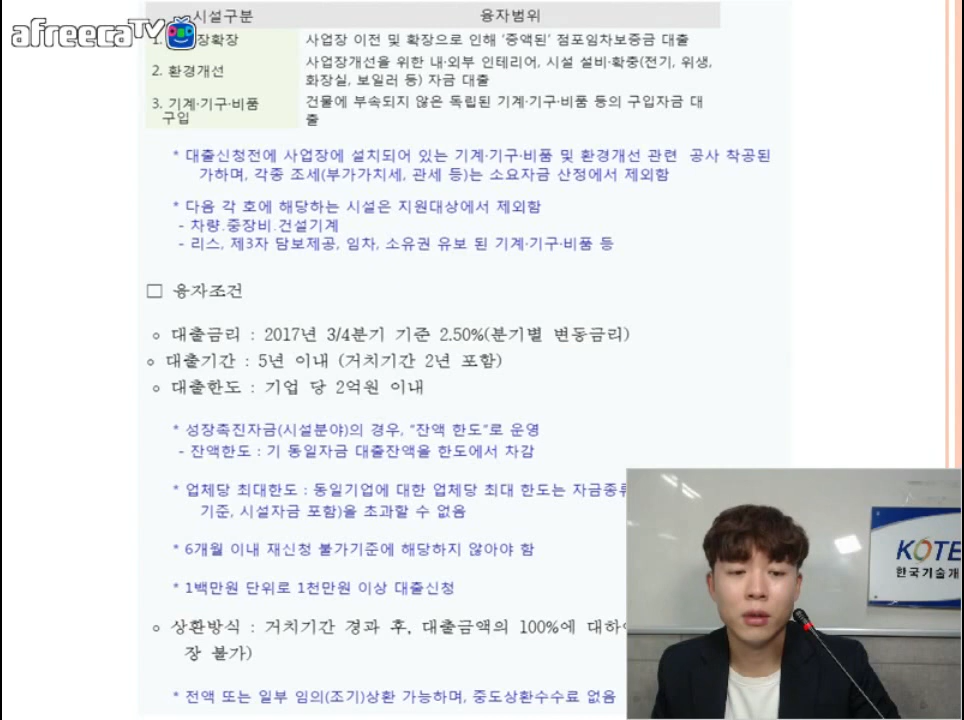 시설구분 융자범위
afreecaTV
1. 장확장 사업장 이전 및 확장으로 인해 '증액된' 점포임차보증금 대출
2. 환경개선 사업장개선을 위한 내·외부 인테리어, 시설 설비·확충(전기, 위생,
화장실, 보일러 등) 자금 대출
3. 기계·기구·비품 건물에 부속되지 않은 독립된 기계·기구·비품 등의 구입자금 대
구입 출
* 대출신청전에 사업장에 설치되어 있는 기계·기구·비품 및 환경개선 관련 공사 착공된
가하며, 각종 조세(부가가치세, 관세 등)는 소요자금 산정에서 제외함
* 다음 각 호에 해당하는 시설은 지원대상에서 제외함
- 차량.중장비.건설기계
- 리스, 제3자 담보제공, 임차, 소유권 유보 된 기계·기구·비품 등
□ 융자조건
∘ 대출금리 : 2017년 3/4분기 기준 2.50%(분기별 변동금리)
∘ 대출기간 : 5년 이내 (거치기간 2년 포함)
∘ 대출한도 : 기업 당 2억원 이내
* 성장촉진자금(시설분야)의 경우, “잔액 한도”로 운영
- 잔액한도 : 기 동일자금 대출잔액을 한도에서 차감
* 업체당 최대한도 : 동일기업에 대한 업체당 최대 한도는 자금종류
기준, 시설자금 포함)을 초과할 수 없음
* 6개월 이내 재신청 불가기준에 해당하지 않아야 함
* 1백만원 단위로 1천만원 이상 대출신청
∘ 상환방식 : 거치기간 경과 후, 대출금액의 100%에 대하
장 불가)
* 전액 또는 일부 임의(조기)상환 가능하며, 중도상환수수료 없음
KOTE
한국기술개